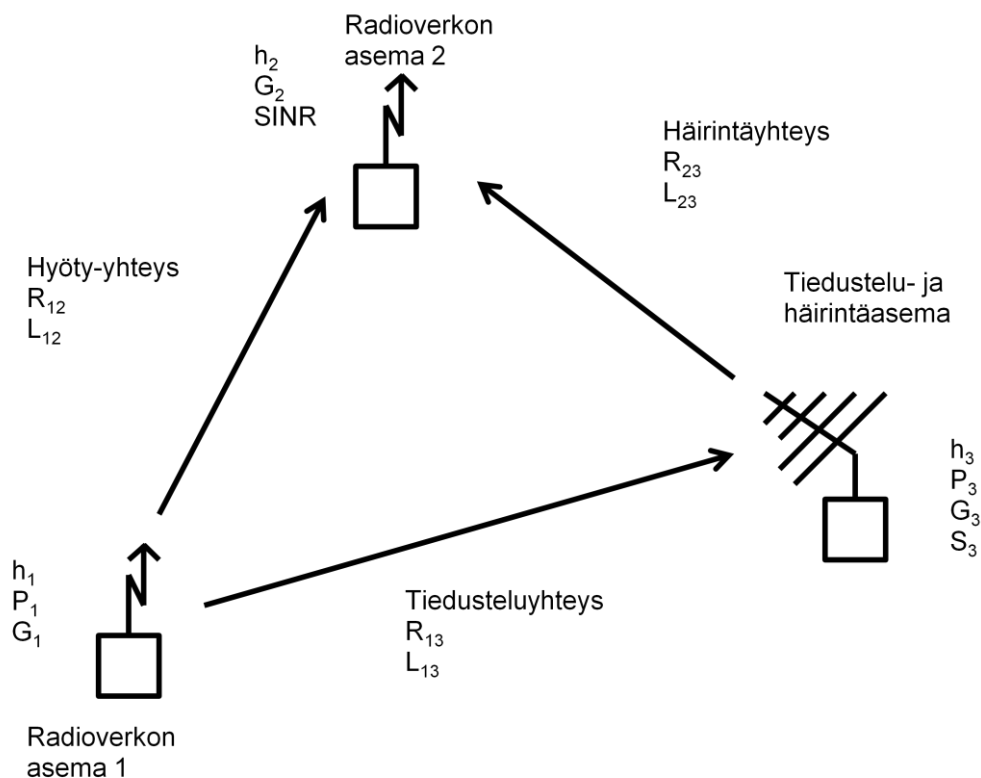 Radioverkon
asema 2
h₂
G₂
SINR
Häirintäyhteys
R₂₃
L₂₃
Hyöty-yhteys
R₁₂
L₁₂
Tiedustelu- ja
häirintäasema
h₃
P₃
G₃
S₃
h₁
P₁
G₁
Tiedusteluyhteys
R₁₃
L₁₃
Radioverkon
asema 1